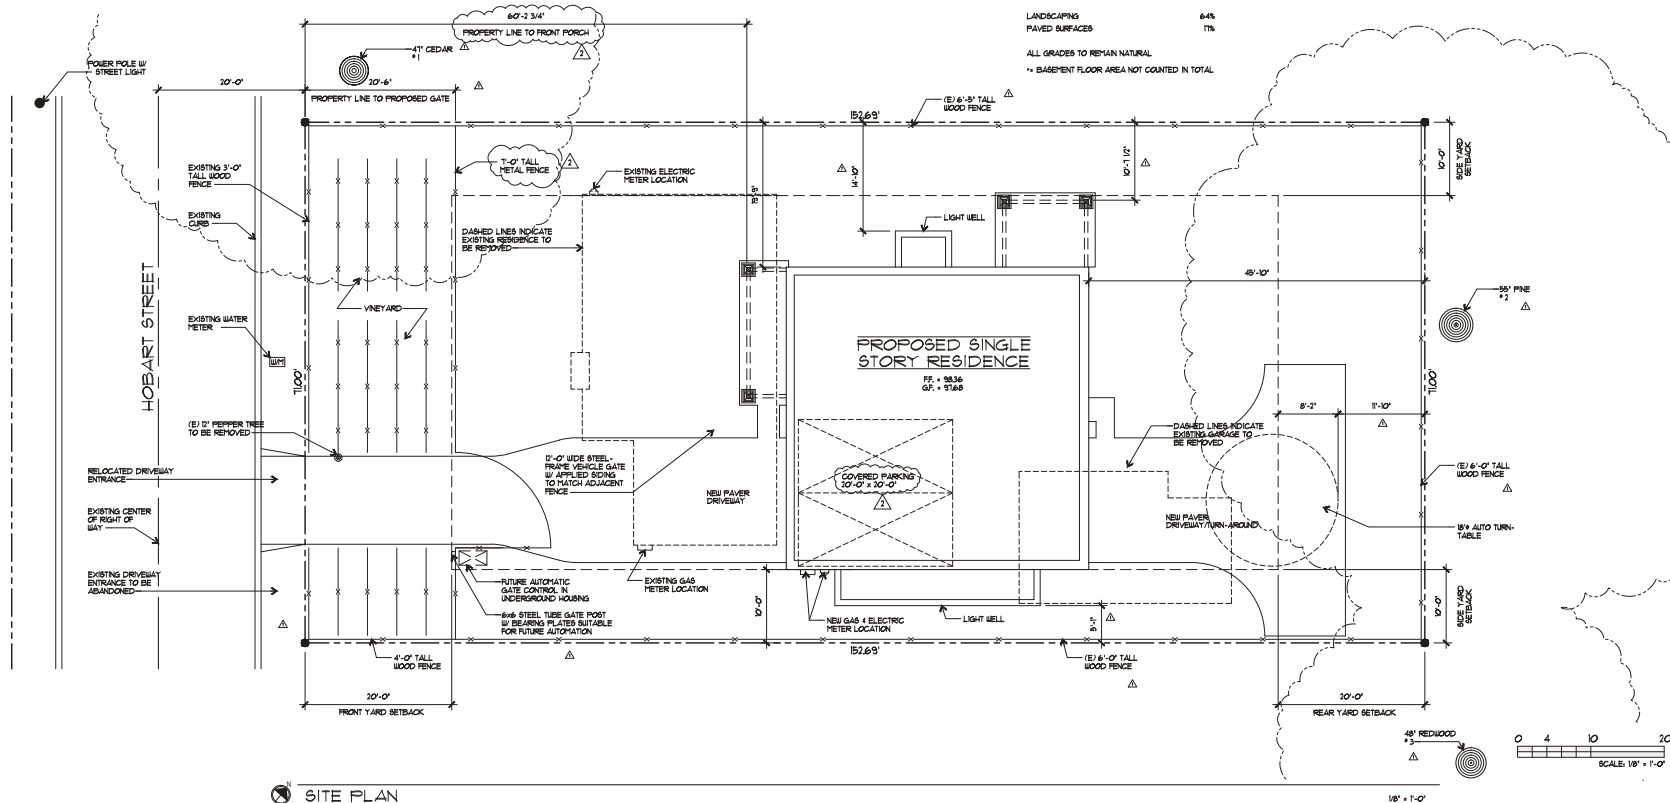 60'-2 3/4"
PROPERTY LINE TO FRONT PORCH
2
LANDSCAPING 64%
PAVED SURFACES 17%
ALL GRADES TO REMAIN NATURAL
*= BASEMENT FLOOR AREA NOT COUNTED IN TOTAL
47" CEDAR
#1
POWER POLE W/
STREET LIGHT
20'-0"
20'-6"
PROPERTY LINE TO PROPOSED GATE
152.69'
(E) 6'-5" TALL
WOOD FENCE
EXISTING 3'-0"
TALL WOOD
FENCE
EXISTING
CURB
7'-0" TALL
METAL FENCE
2
EXISTING ELECTRIC
METER LOCATION
14'-10"
10'-7 1/2"
10'-0"
SIDE YARD
SETBACK
DASHED LINES INDICATE
EXISTING RESIDENCE TO
BE REMOVED
LIGHT WELL
45'-10"
HOBART STREET
VINEYARD
EXISTING WATER
METER
WM
71.00'
PROPOSED SINGLE
STORY RESIDENCE
F.F. = 98.36
G.F. = 97.68
55" PINE
#2
71.00'
8'-2"
11'-10"
(E) 12" PEPPER TREE
TO BE REMOVED
12'-0" WIDE STEEL-
FRAME VEHICLE GATE
W/ APPLIED SIDING
TO MATCH ADJACENT
FENCE
DASHED LINES INDICATE
EXISTING GARAGE TO
BE REMOVED
RELOCATED DRIVEWAY
ENTRANCE
NEW PAVER
DRIVEWAY
COVERED PARKING
20'-0" x 20'-0"
2
(E) 6'-0" TALL
WOOD FENCE
EXISTING CENTER
OF RIGHT OF
WAY
NEW PAVER
DRIVEWAY/TURN-AROUND
18'ø AUTO TURN-
TABLE
EXISTING DRIVEWAY
ENTRANCE TO BE
ABANDONED
FUTURE AUTOMATIC
GATE CONTROL IN
UNDERGROUND HOUSING
EXISTING GAS
METER LOCATION
6x6 STEEL TUBE GATE POST
W/ BEARING PLATES SUITABLE
FOR FUTURE AUTOMATION
10'-0"
NEW GAS & ELECTRIC
METER LOCATION
LIGHT WELL
5'-1"
10'-0"
SIDE YARD
SETBACK
4'-0" TALL
WOOD FENCE
152.69'
(E) 6'-0" TALL
WOOD FENCE
20'-0"
FRONT YARD SETBACK
20'-0"
REAR YARD SETBACK
48" REDWOOD
#3
0 4 10 20
SCALE: 1/8" = 1'-0"
N
SITE PLAN
1/8" = 1'-0"